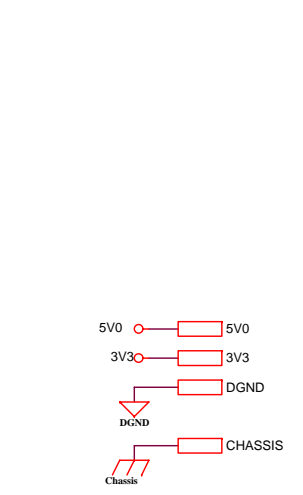 5V0 5V0
3V3 3V3
DGND
DGND
CHASSIS
Chassis